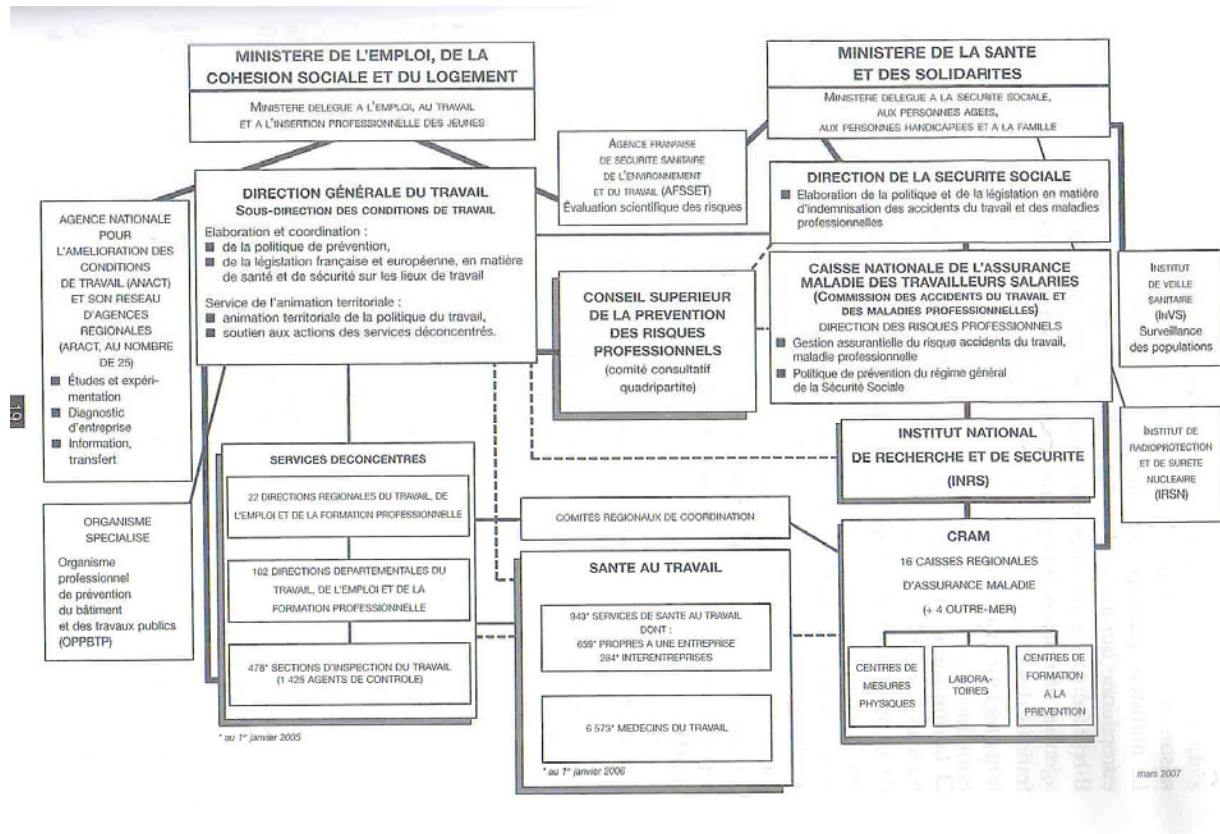 MINISTERE DE L'EMPLOI, DE LA
COHESION SOCIALE ET DU LOGEMENT
MINISTERE DELEGUE A L'EMPLOI, AU TRAVAIL
ET A L'INSERTION PROFESSIONNELLE DES JEUNES
MINISTERE DE LA SANTE
ET DES SOLIDARITES
MINISTERE DELEGUE A LA SECURITE SOCIALE,
AUX PERSONNES AGEES,
AUX PERSONNES HANDICAPEES ET A LA FAMILLE
AGENCE FRANAISE
DE SECURITE SANITAIRE
DE L'ENVIRONNEMENT
ET DU TRAVAIL (AFSSET)
Évaluation scientifique des risques
DIRECTION GÉNÉRALE DU TRAVAIL
SOUS-DIRECTION DES CONDITIONS DE TRAVAIL
Elaboration et coordination :
de la politique de prévention,
de la législation française et européenne, en matière
de santé et de sécurité sur les lieux de travail
Service de l'animation territoriale :
animation territoriale de la politique du travail,
soutien aux actions des services déconcentrés.
DIRECTION DE LA SECURITE SOCIALE
Elaboration de la politique et de la législation en matière
d'indemnisation des accidents du travail et des maladies
professionnelles
AGENCE NATIONALE
POUR
L'AMELIORATION DES
CONDITIONS
DE TRAVAIL (ANACT)
ET SON RESEAU
D'AGENCES
REGIONALES
(ARACT, AU NOMBRE
DE 25)
Études et expéri-
mentation
Diagnostic
d'entreprise
Information,
transfert
CONSEIL SUPERIEUR
DE LA PREVENTION
DES RISQUES
PROFESSIONNELS
(comité consultatif
quadripartite)
CAISSE NATIONALE DE L'ASSURANCE
MALADIE DES TRAVAILLEURS SALARIES
(COMMISSION DES ACCIDENTS DU TRAVAIL ET
DES MALADIES PROFESSIONNELLES)
DIRECTION DES RISQUES PROFESSIONNELS
Gestion assurantielle du risque accidents du travail,
maladie professionnelle
Politique de prévention du régime général
de la Sécurité Sociale
INSTITUT
DE VEILLE
SANITAIRE
(INVS)
Surveillance
des populations
19
INSTITUT NATIONAL
DE RECHERCHE ET DE SECURITE
(INRS)
INSTITUT DE
RADIOPROTECTION
ET DE SURETE
NUCLEAIRE
(IRSN)
SERVICES DECONCENTRES
22 DIRECTIONS REGIONALES DU TRAVAIL, DE
L'EMPLOI ET DE LA FORMATION PROFESSIONNELLE
102 DIRECTIONS DEPARTEMENTALES DU
TRAVAIL, DE L'EMPLOI ET DE LA
FORMATION PROFESSIONNELLE
478* SECTIONS D'INSPECTION DU TRAVAIL
(1 425 AGENTS DE CONTROLE)
* au 1er janvier 2005
ORGANISME
SPECIALISE
Organisme
professionnel
de prévention
du bâtiment
et des travaux publics
(OPPBTP)
COMITES REGIONAUX DE COORDINATION
SANTE AU TRAVAIL
943* SERVICES DE SANTE AU TRAVAIL
DONT :
659* PROPRES A UNE ENTREPRISE
284* INTERENTREPRISES
6 573* MEDECINS DU TRAVAIL
* au 1er janvier 2006
CRAM
16 CAISSES REGIONALES
D'ASSURANCE MALADIE
(+ 4 OUTRE-MER)
CENTRES DE
MESURES
PHYSIQUES
LABORA-
TOIRES
CENTRES DE
FORMATION
A LA
PREVENTION
mars 2007